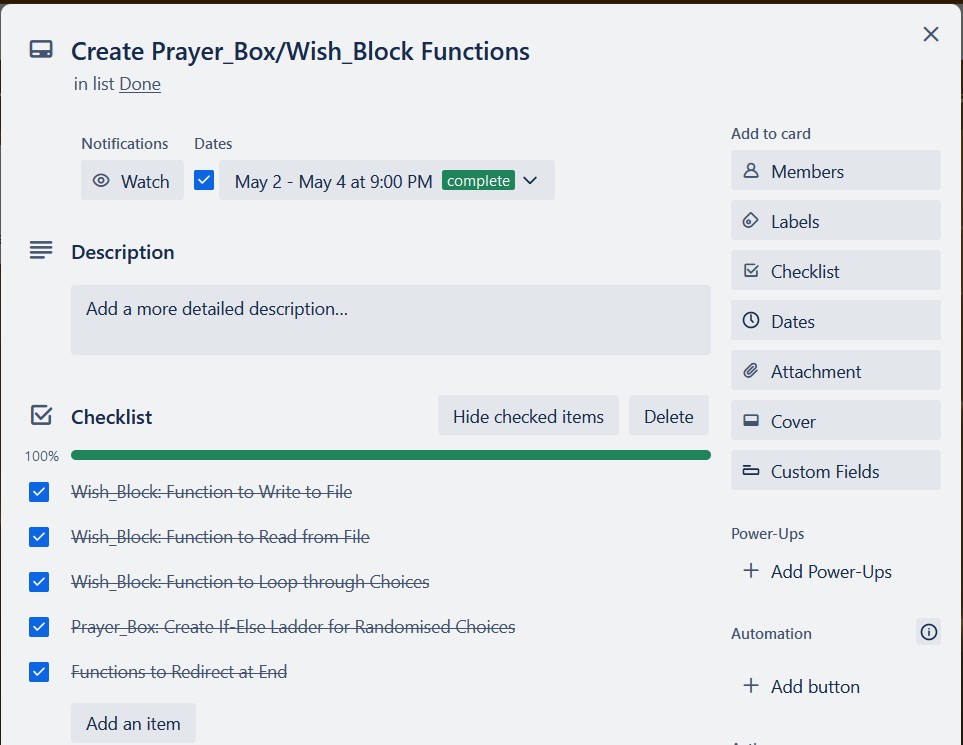 Create Prayer_Box/Wish_Block Functions
in list Done
Notifications
Dates
Watch
May 2 - May 4 at 9:00 PM complete
Description
Add a more detailed description...
Checklist
Hide checked items
Delete
100%
Wish_Block: Function to Write to File
Wish_Block: Function to Read from File
Wish_Block: Function to Loop through Choices
Prayer_Box: Create If-Else Ladder for Randomised Choices
Functions to Redirect at End
Add an item
Add to card
Members
Labels
Checklist
Dates
Attachment
Cover
Custom Fields
Power-Ups
+ Add Power-Ups
Automation
+ Add button